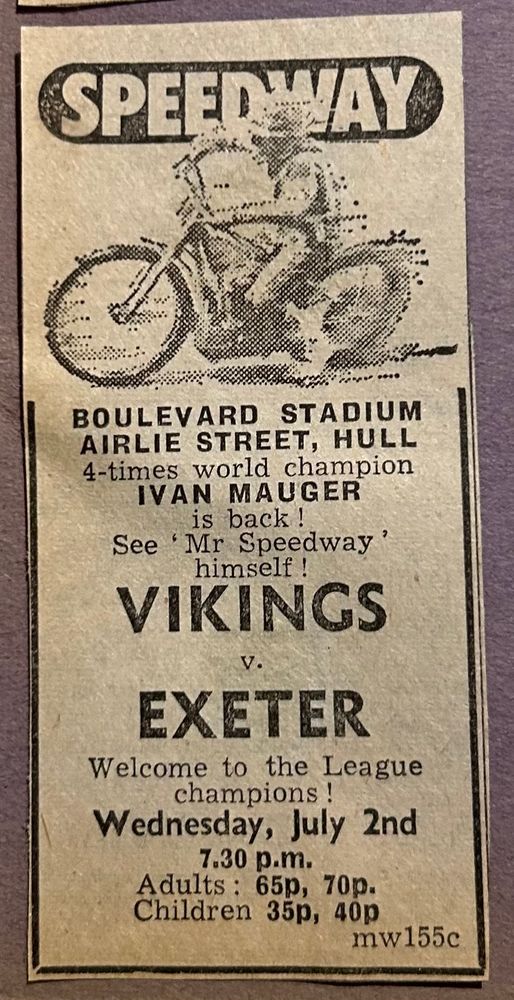 SPEEDWAY
BOULEVARD STADIUM
AIRLIE STREET, HULL
4-times world champion
IVAN MAUGER
is back !
See ‘ Mr Speedway ’
himself !
VIKINGS
v.
EXETER
Welcome to the League
champions !
Wednesday, July 2nd
7.30 p.m.
Adults : 65p, 70p.
Children 35p, 40p
mw155c